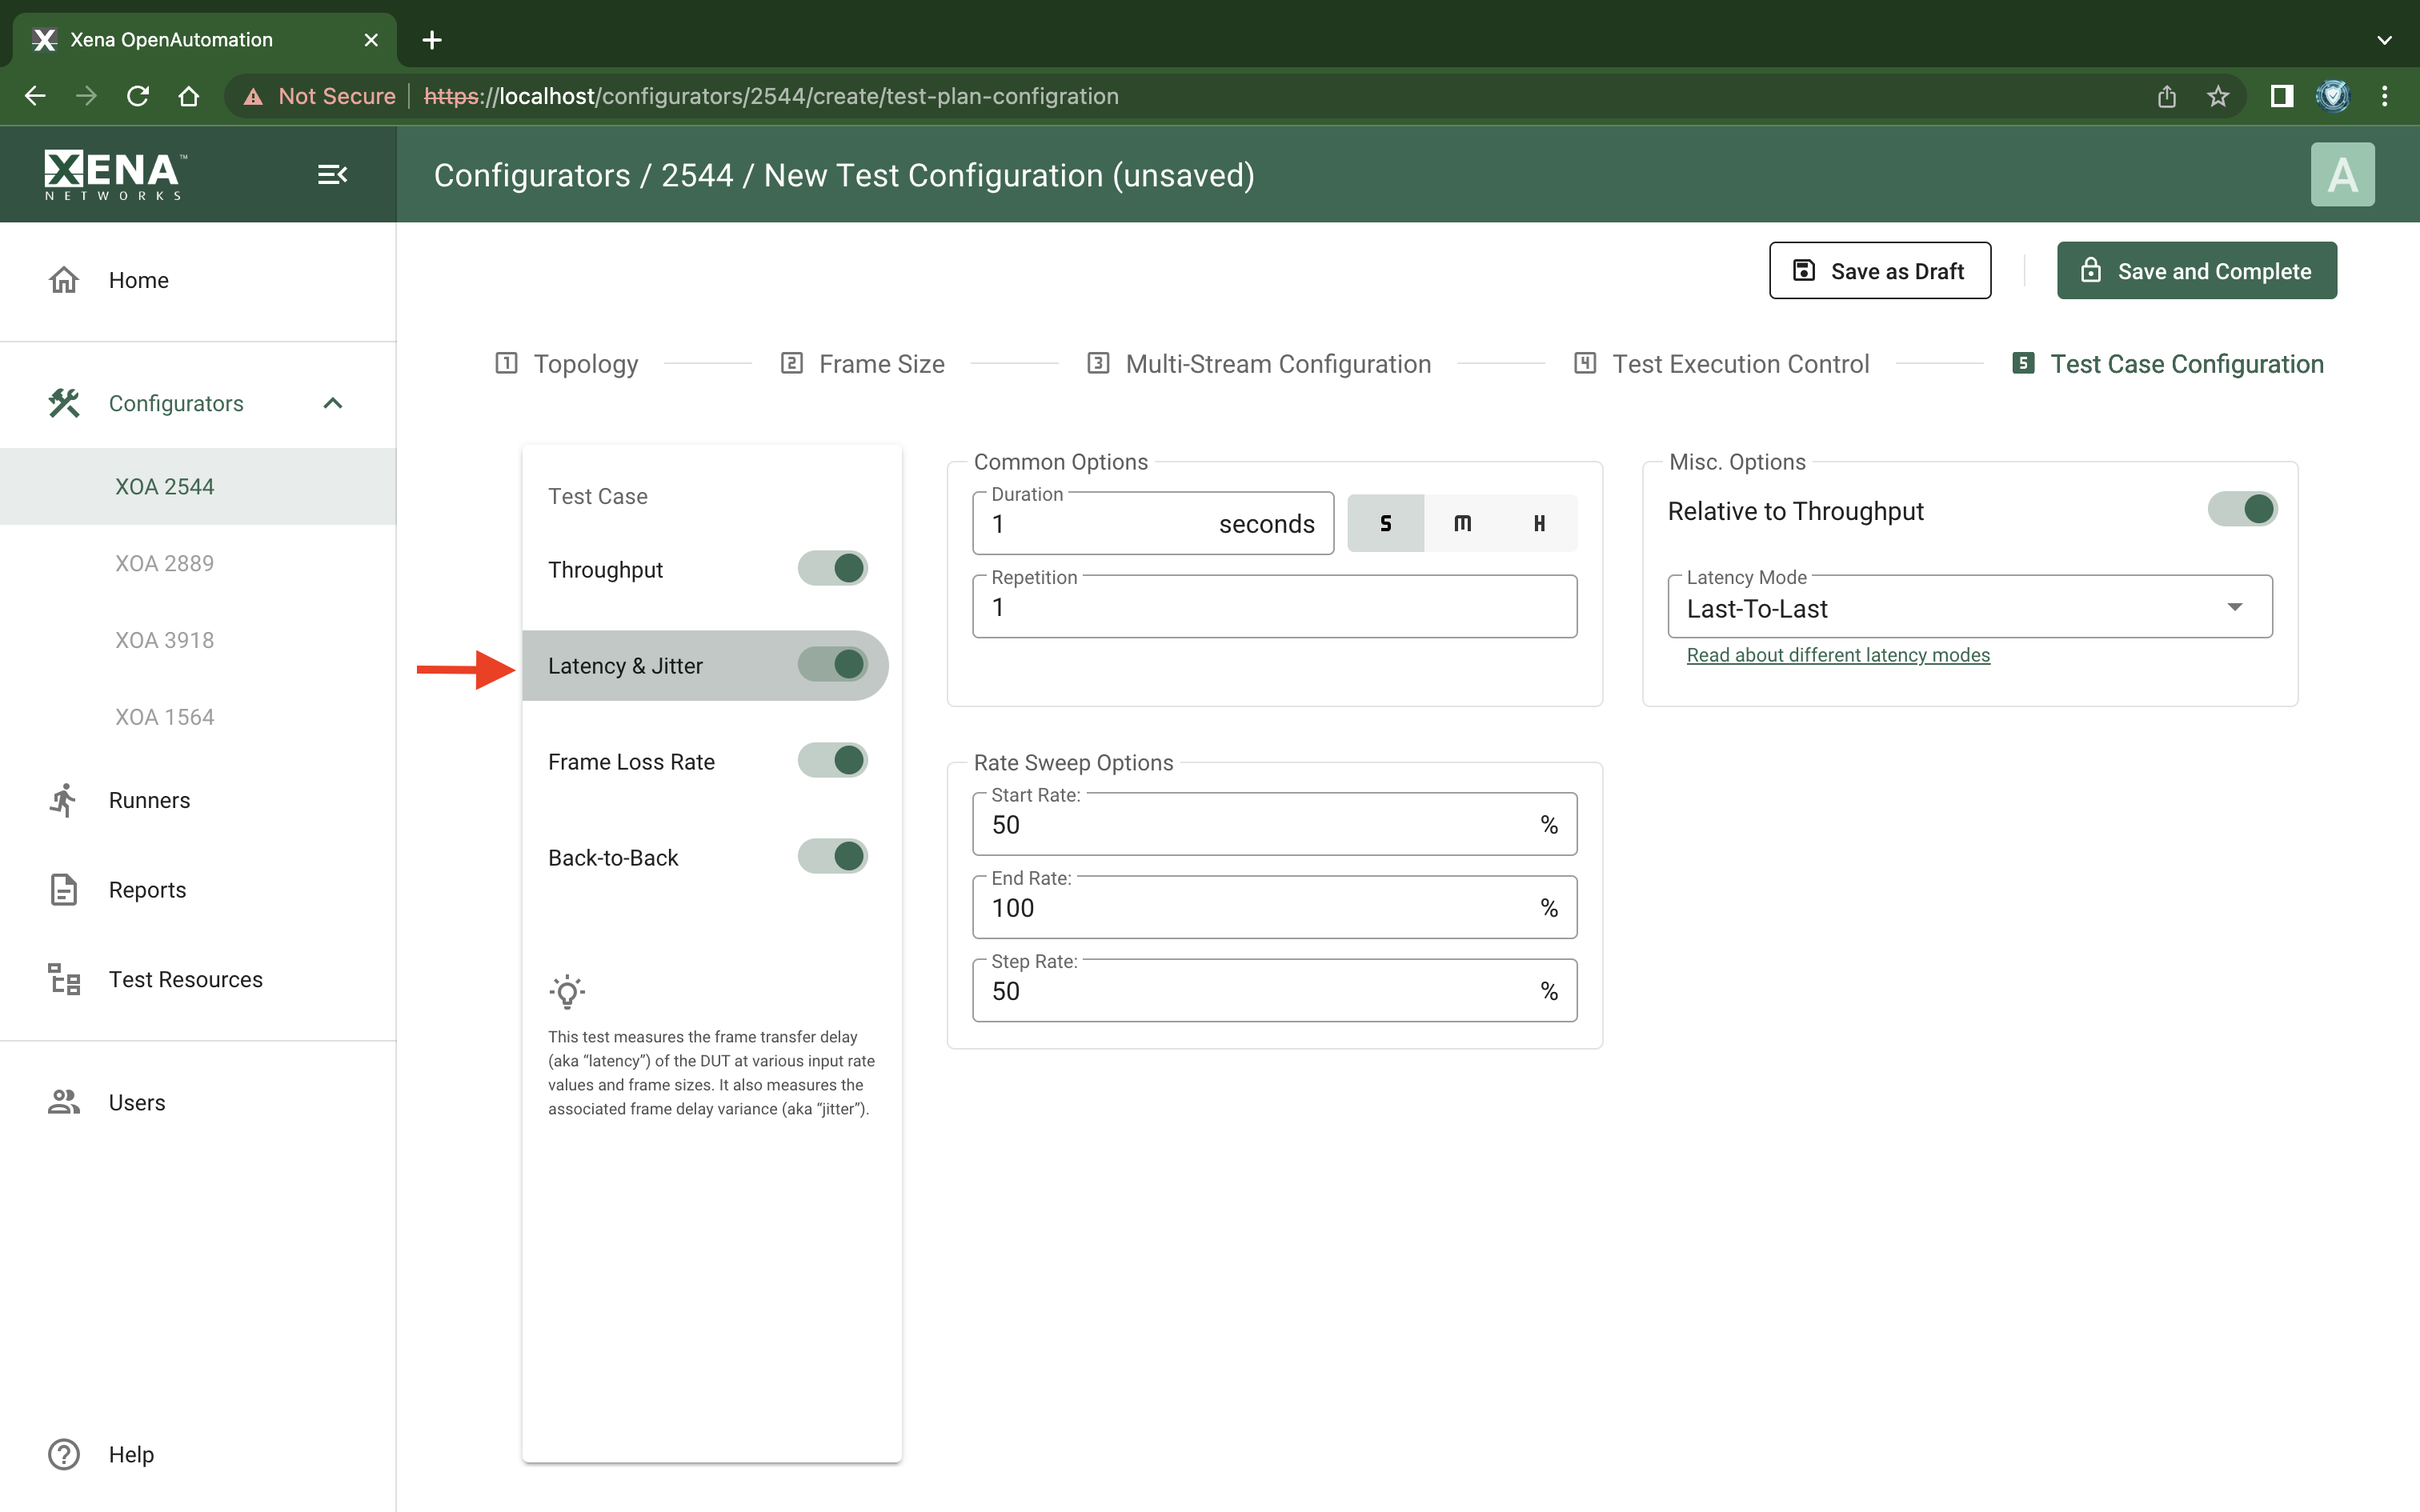 Xena OpenAutomation
Not Secure https://localhost/configurators/2544/create/test-plan-configration
XENA™
NETWORKS
Configurators / 2544 / New Test Configuration (unsaved)
A
Home
Configurators
XOA 2544
XOA 2889
XOA 3918
XOA 1564
Runners
Reports
Test Resources
Users
Help
Save as Draft
Save and Complete
1 Topology
2 Frame Size
3 Multi-Stream Configuration
4 Test Execution Control
5 Test Case Configuration
Test Case
Throughput
Latency & Jitter
Frame Loss Rate
Back-to-Back
This test measures the frame transfer delay
(aka “latency”) of the DUT at various input rate
values and frame sizes. It also measures the
associated frame delay variance (aka “jitter”).
Common Options
Duration
1 seconds
S M H
Repetition
1
Rate Sweep Options
Start Rate:
50 %
End Rate:
100 %
Step Rate:
50 %
Misc. Options
Relative to Throughput
Latency Mode
Last-To-Last
Read about different latency modes